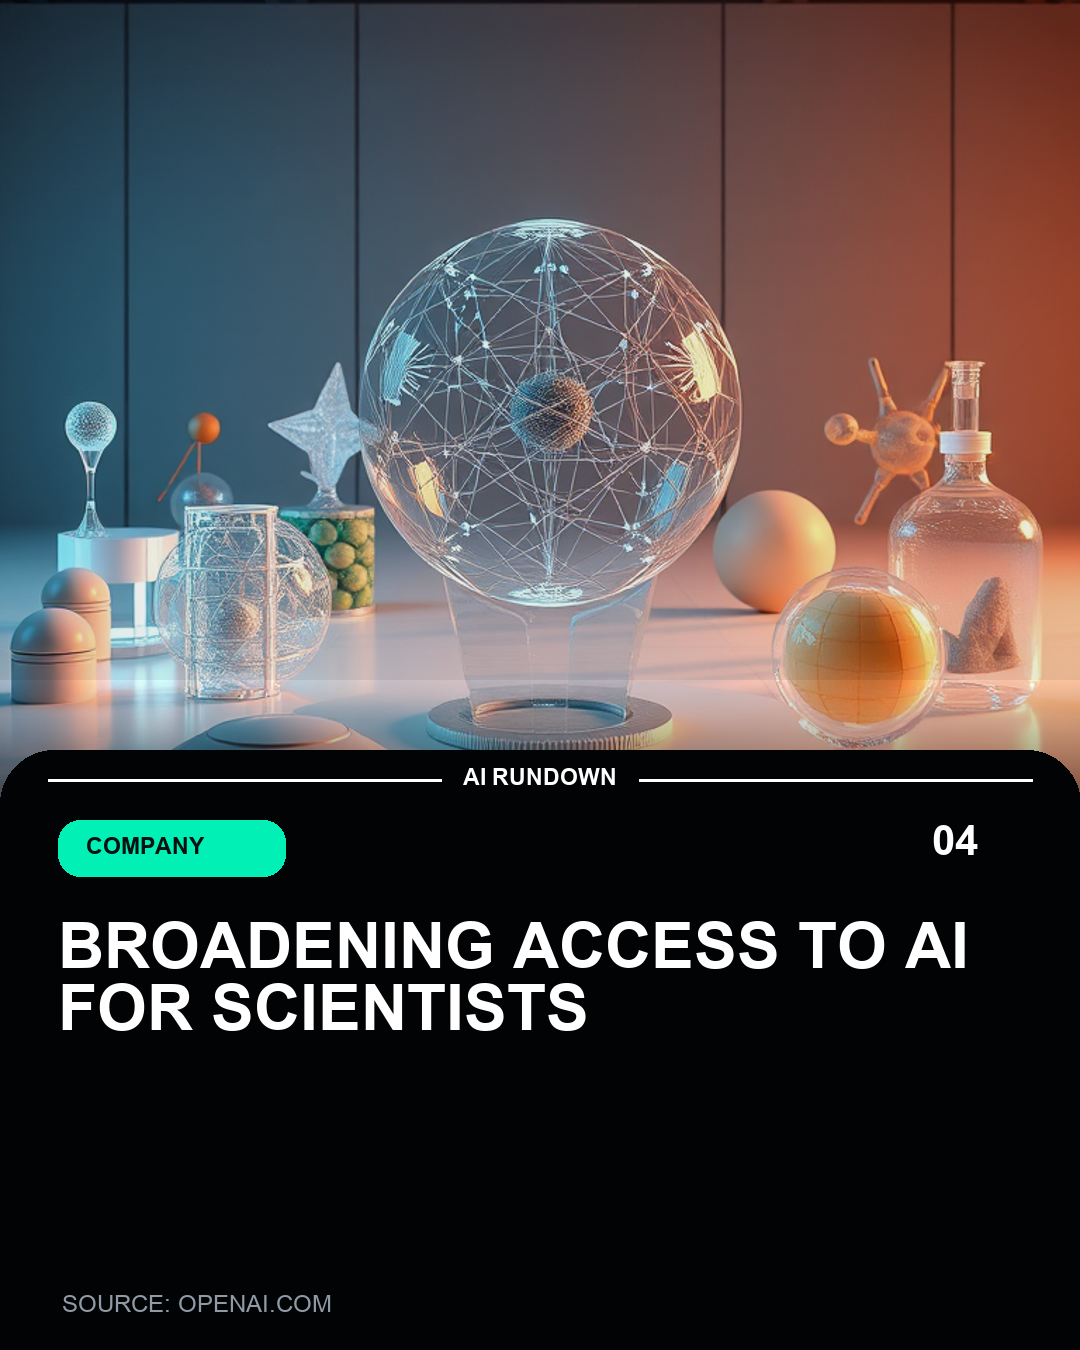 AI RUNDOWN
COMPANY
04
BROADENING ACCESS TO AI
FOR SCIENTISTS
SOURCE: OPENAI.COM